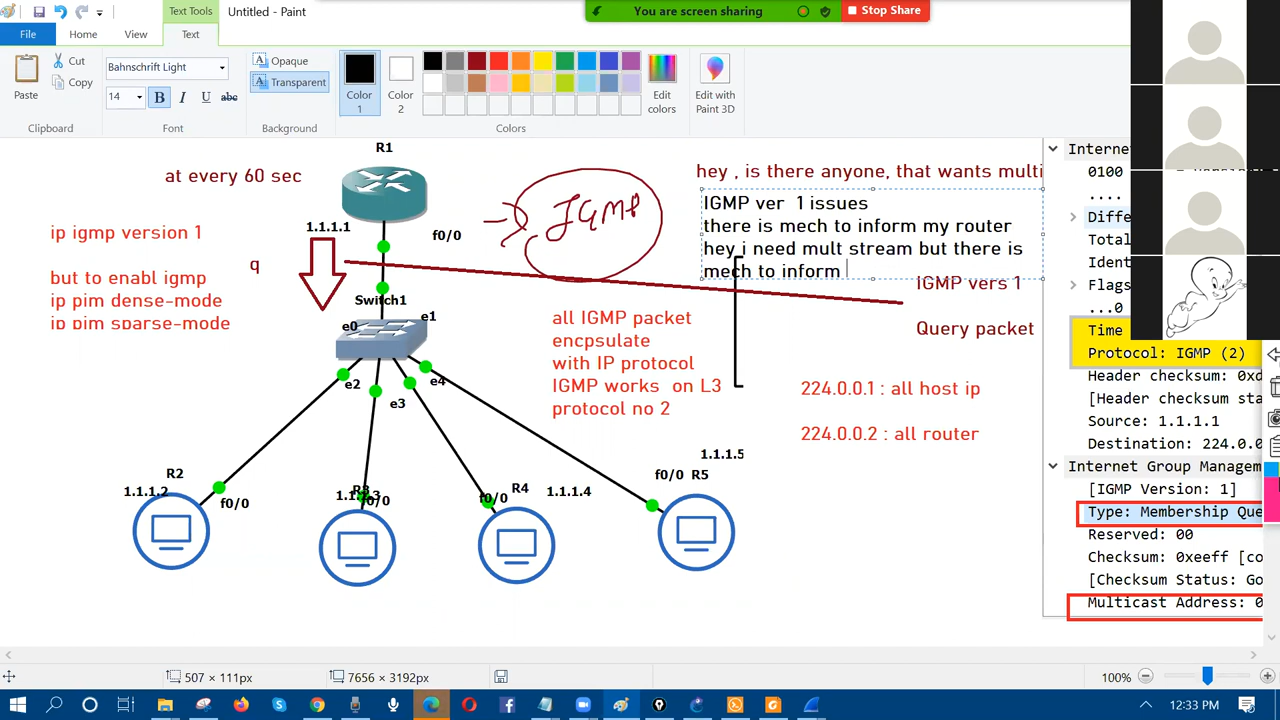 Text Tools
Untitled - Paint
You are screen sharing
Stop Share
File
Home
View
Text
Paste
Cut
Copy
Clipboard
Bahnschrift Light
14
B I U abc
Font
Opaque
Transparent
Background
Color 1
Color 2
Edit colors
Edit with Paint 3D
Colors
R1
at every 60 sec
hey , is there anyone, that wants multi
IGMP
IGMP ver 1 issues
there is mech to inform my router
hey i need mult stream but there is
mech to inform
1.1.1.1
f0/0
ip igmp version 1
q
but to enabl igmp
ip pim dense-mode
ip pim sparse-mode
IGMP vers 1
Query packet
Switch1
e0
e1
e2
e3
e4
all IGMP packet
encpsulate
with IP protocol
IGMP works on L3
protocol no 2
224.0.0.1 : all host ip
224.0.0.2 : all router
R2
1.1.1.2
f0/0
R3
1.1.1.3
f0/0
R4
f0/0
1.1.1.4
f0/0
R5
1.1.1.5
Internet
0100
....
Differ
Total
Ident
Flags
...0
Time
Protocol: IGMP (2)
Header checksum: 0xd
[Header checksum sta
Source: 1.1.1.1
Destination: 224.0.0
Internet Group Managem
[IGMP Version: 1]
Type: Membership Que
Reserved: 00
Checksum: 0xeeff [co
[Checksum Status: Go
Multicast Address: 0
507 × 111px
7656 × 3192px
100%
12:33 PM